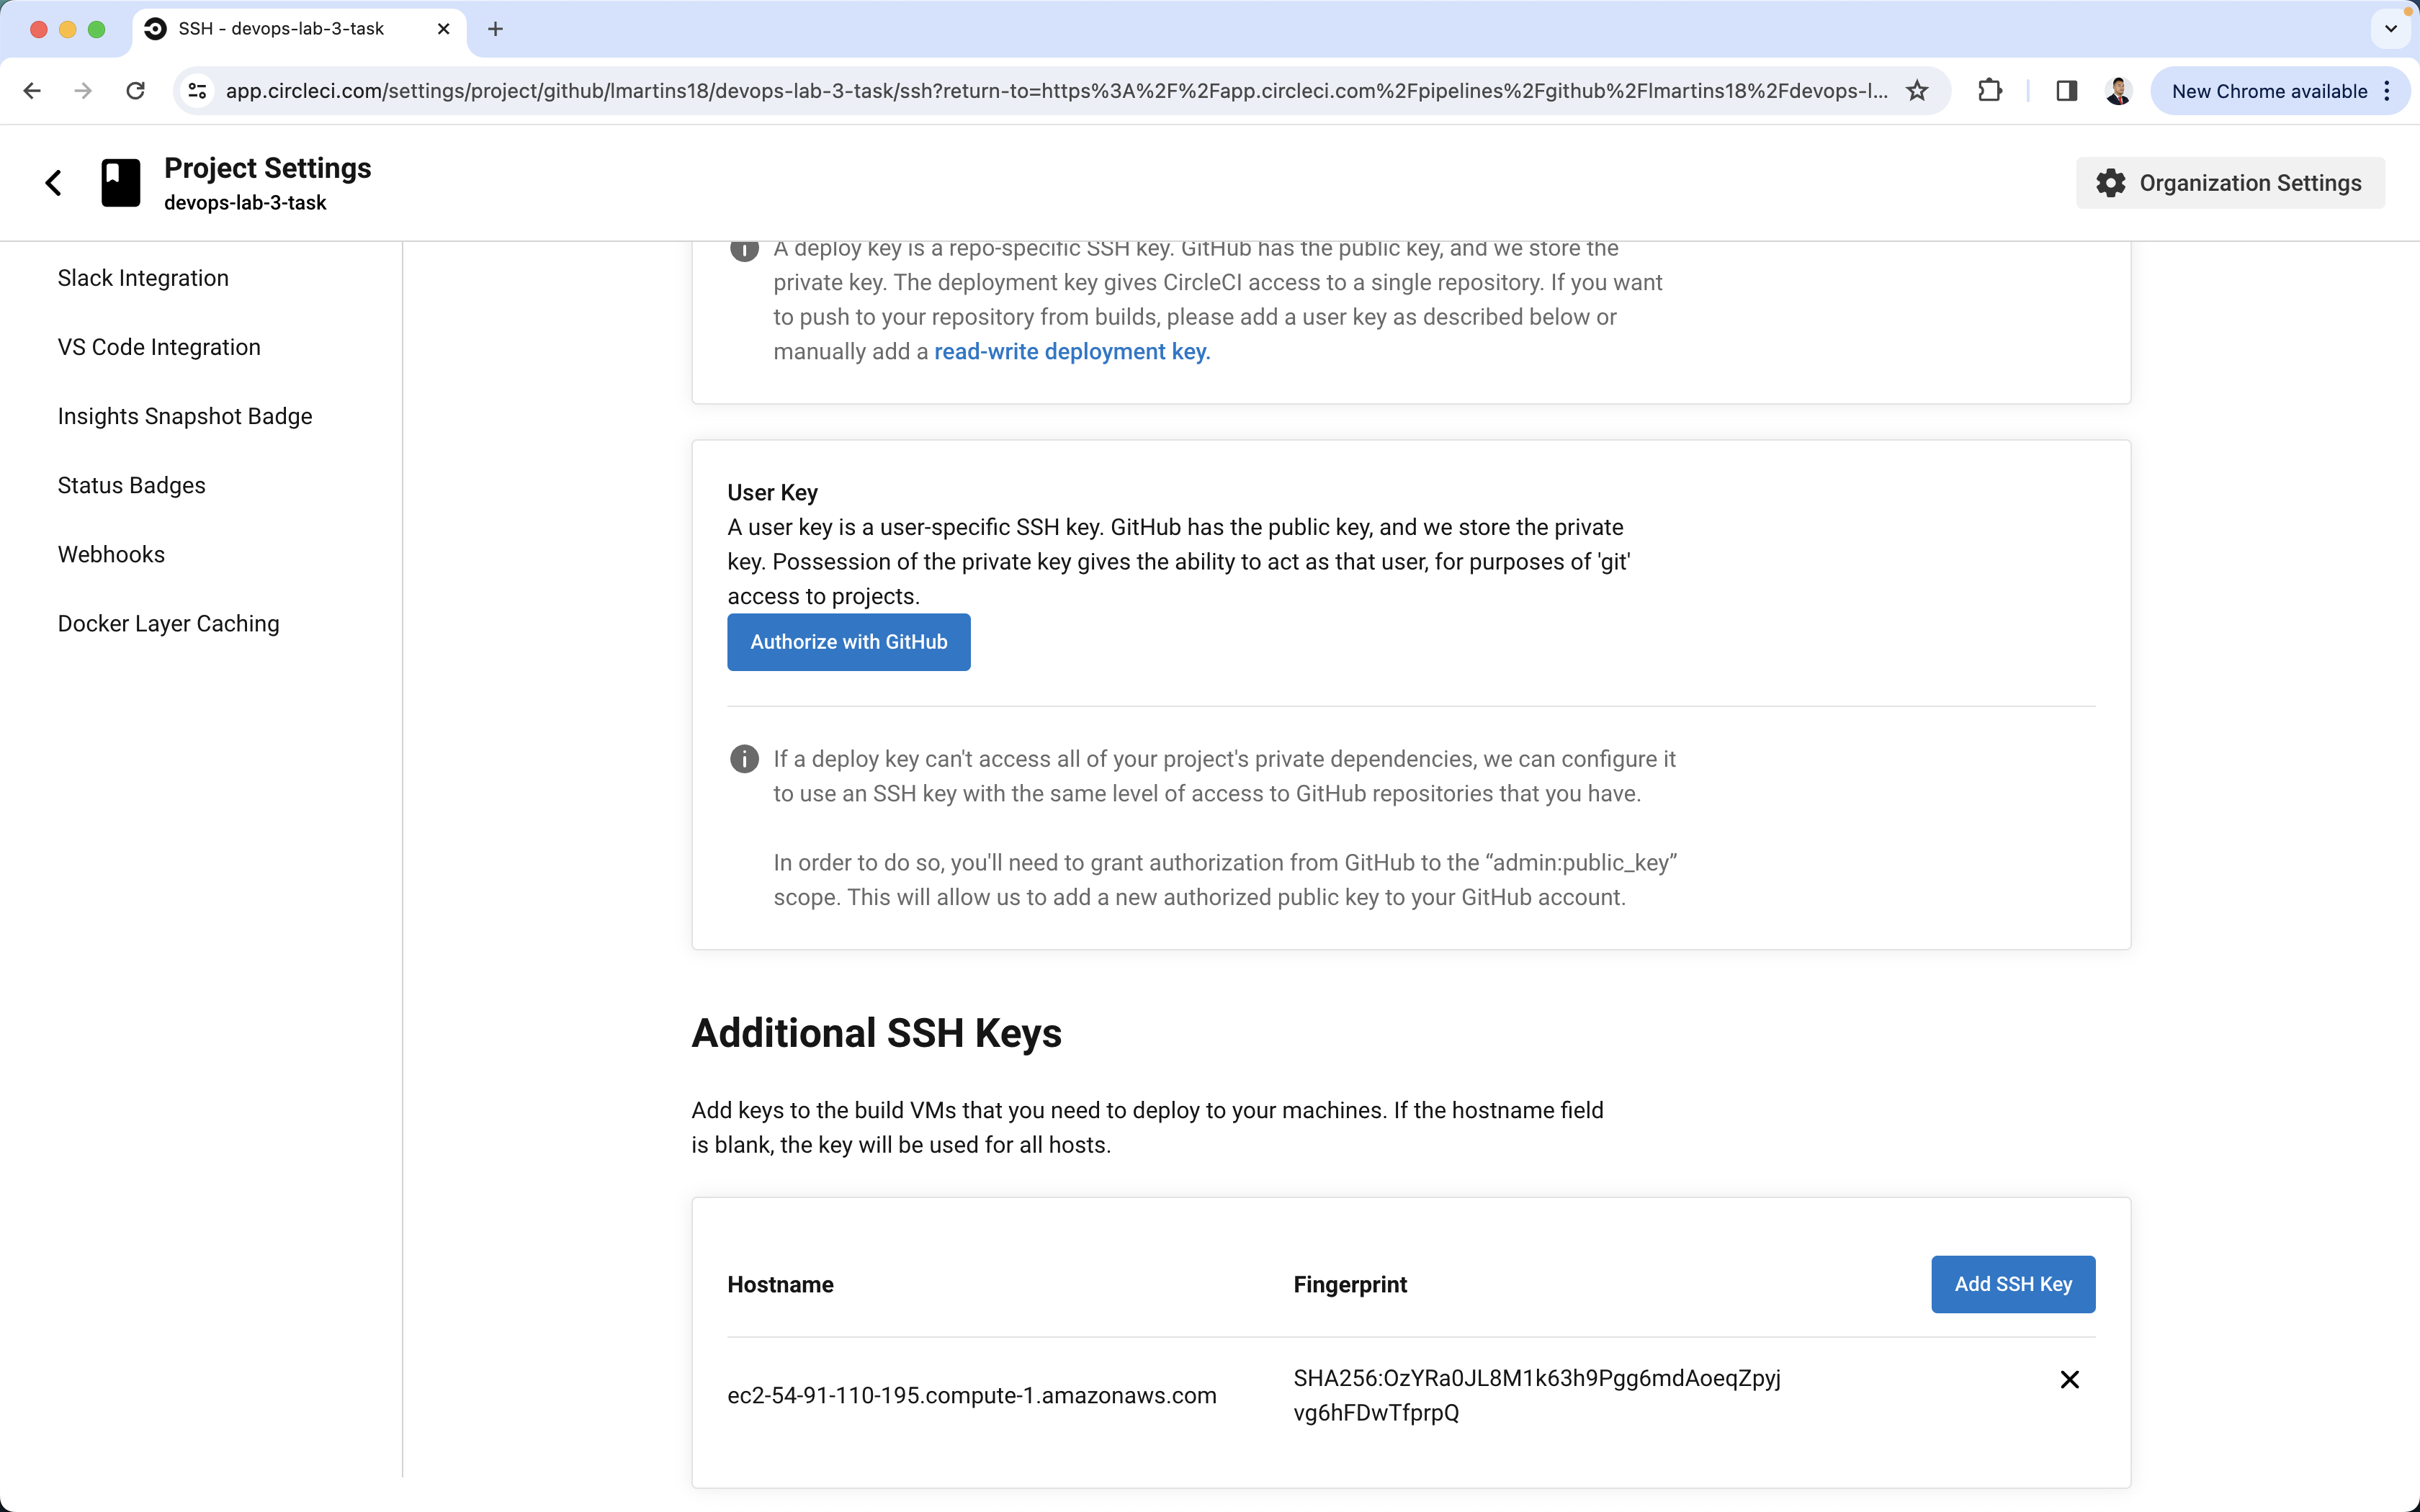 SSH - devops-lab-3-task
app.circleci.com/settings/project/github/lmartins18/devops-lab-3-task/ssh?return-to=https%3A%2F%2Fapp.circleci.com%2Fpipelines%2Fgithub%2Flmartins18%2Fdevops-l...
New Chrome available
Project Settings
devops-lab-3-task
Organization Settings
Slack Integration
VS Code Integration
Insights Snapshot Badge
Status Badges
Webhooks
Docker Layer Caching
A deploy key is a repo-specific SSH key. GitHub has the public key, and we store the
private key. The deployment key gives CircleCI access to a single repository. If you want
to push to your repository from builds, please add a user key as described below or
manually add a read-write deployment key.
User Key
A user key is a user-specific SSH key. GitHub has the public key, and we store the private
key. Possession of the private key gives the ability to act as that user, for purposes of 'git'
access to projects.
Authorize with GitHub
If a deploy key can't access all of your project's private dependencies, we can configure it
to use an SSH key with the same level of access to GitHub repositories that you have.
In order to do so, you'll need to grant authorization from GitHub to the “admin:public_key”
scope. This will allow us to add a new authorized public key to your GitHub account.
Additional SSH Keys
Add keys to the build VMs that you need to deploy to your machines. If the hostname field
is blank, the key will be used for all hosts.
Hostname
Fingerprint
Add SSH Key
ec2-54-91-110-195.compute-1.amazonaws.com
SHA256:OzYRa0JL8M1k63h9Pgg6mdAoeqZpyj
vg6hFDwTfprpQ